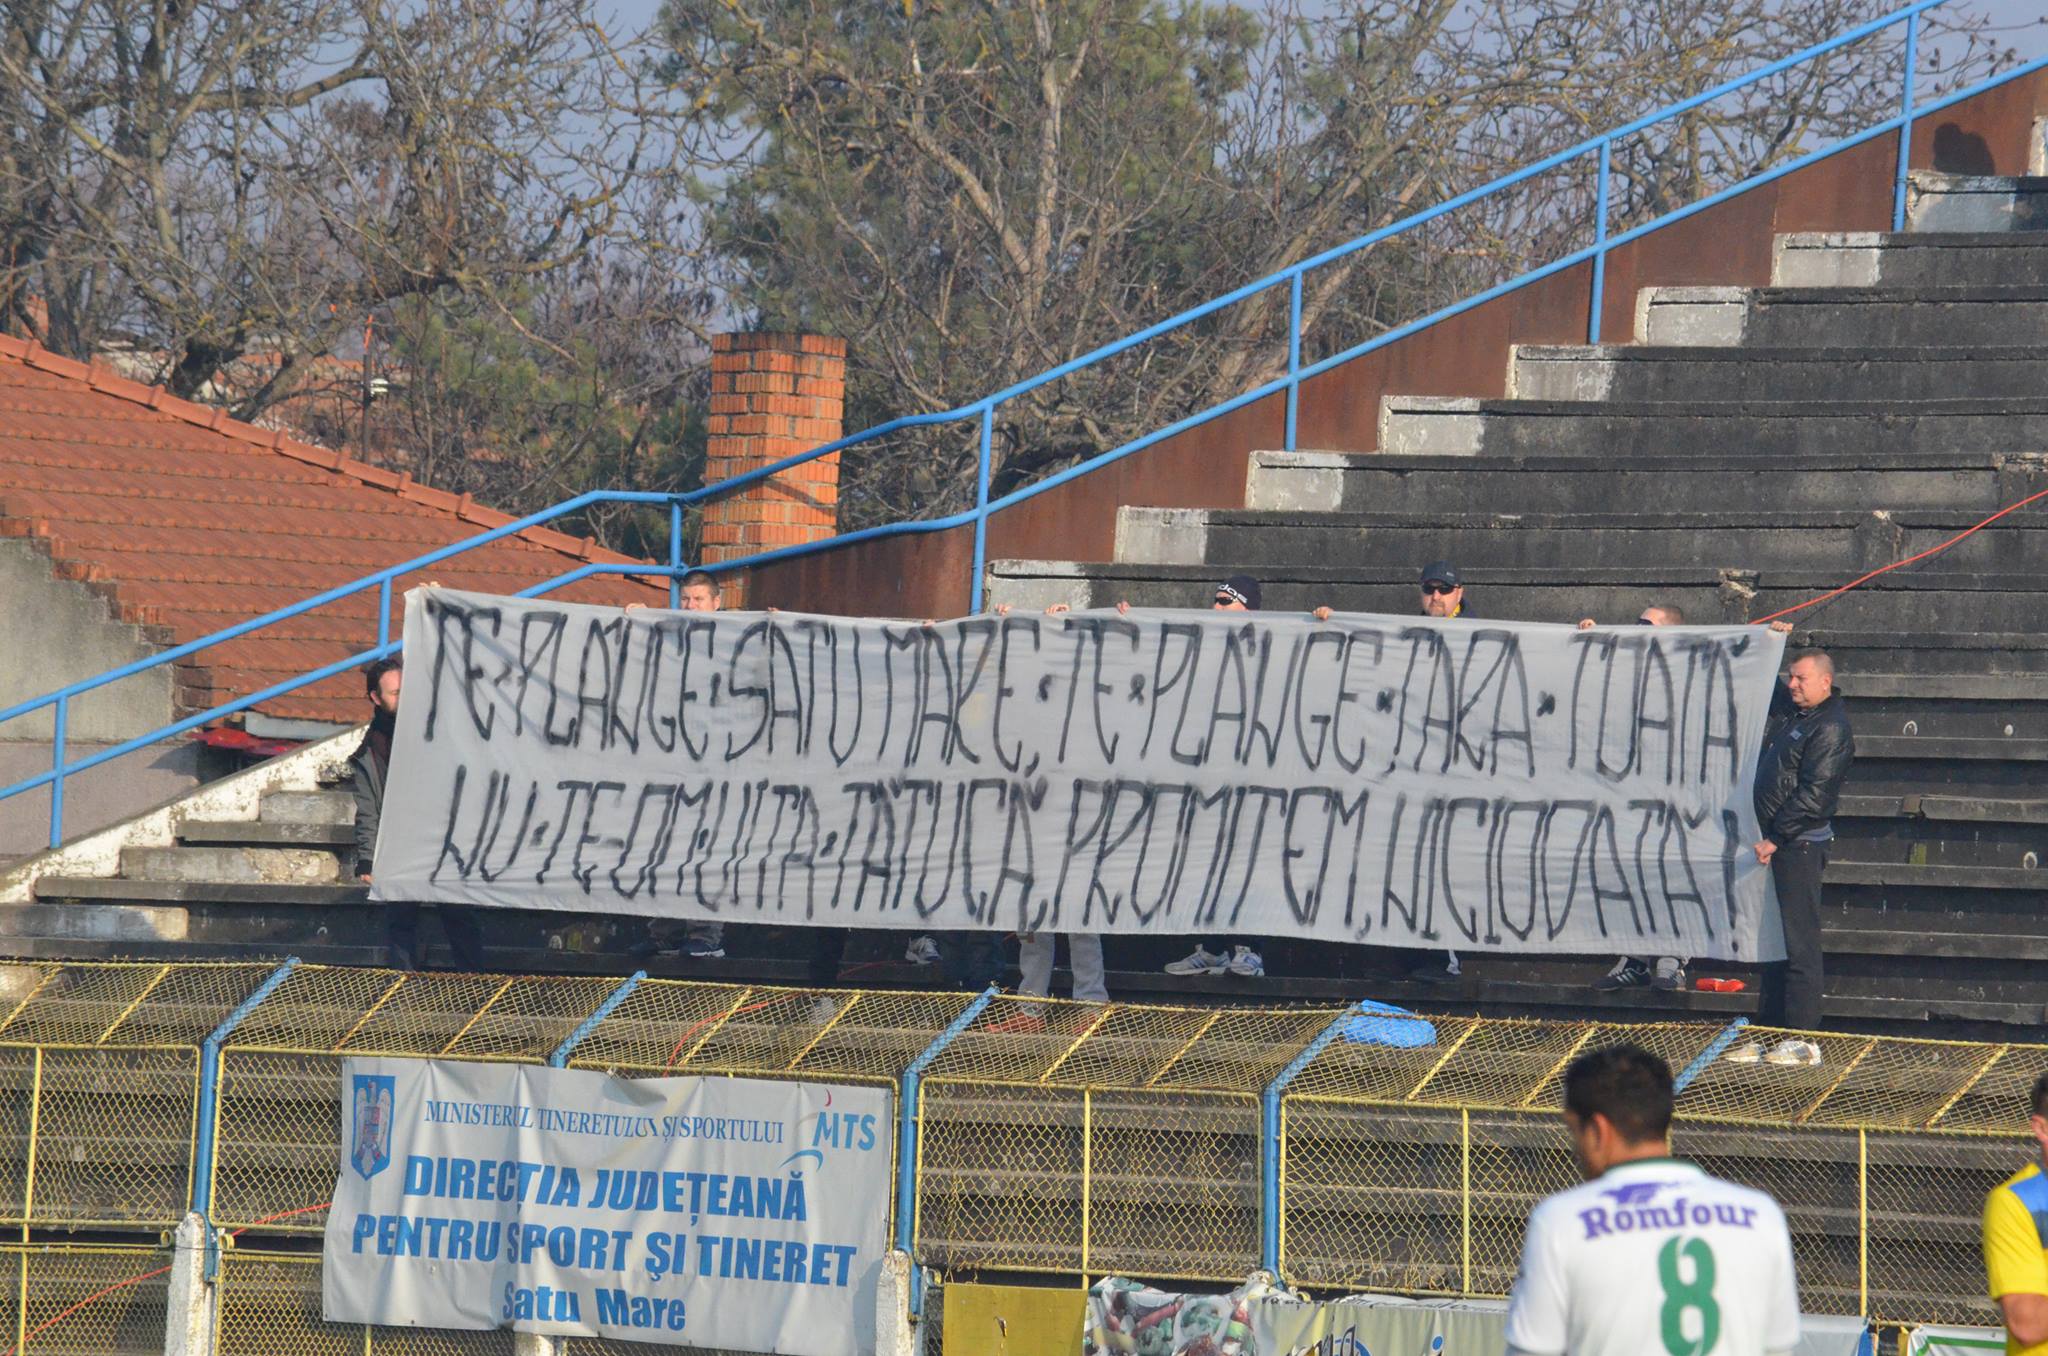 TE • PLÂNGE • SATU MARE, • TE • PLÂNGE • ȚARA • TOATĂ
NU • TE-OM • UITA • TĂTUCĂ, PROMITEM, NICIODATĂ !
MINISTERUL TINERETULUI ȘI SPORTULUI
MTS
DIRECȚIA JUDEȚEANĂ
PENTRU SPORT ȘI TINERET
Satu Mare
Romfour
8